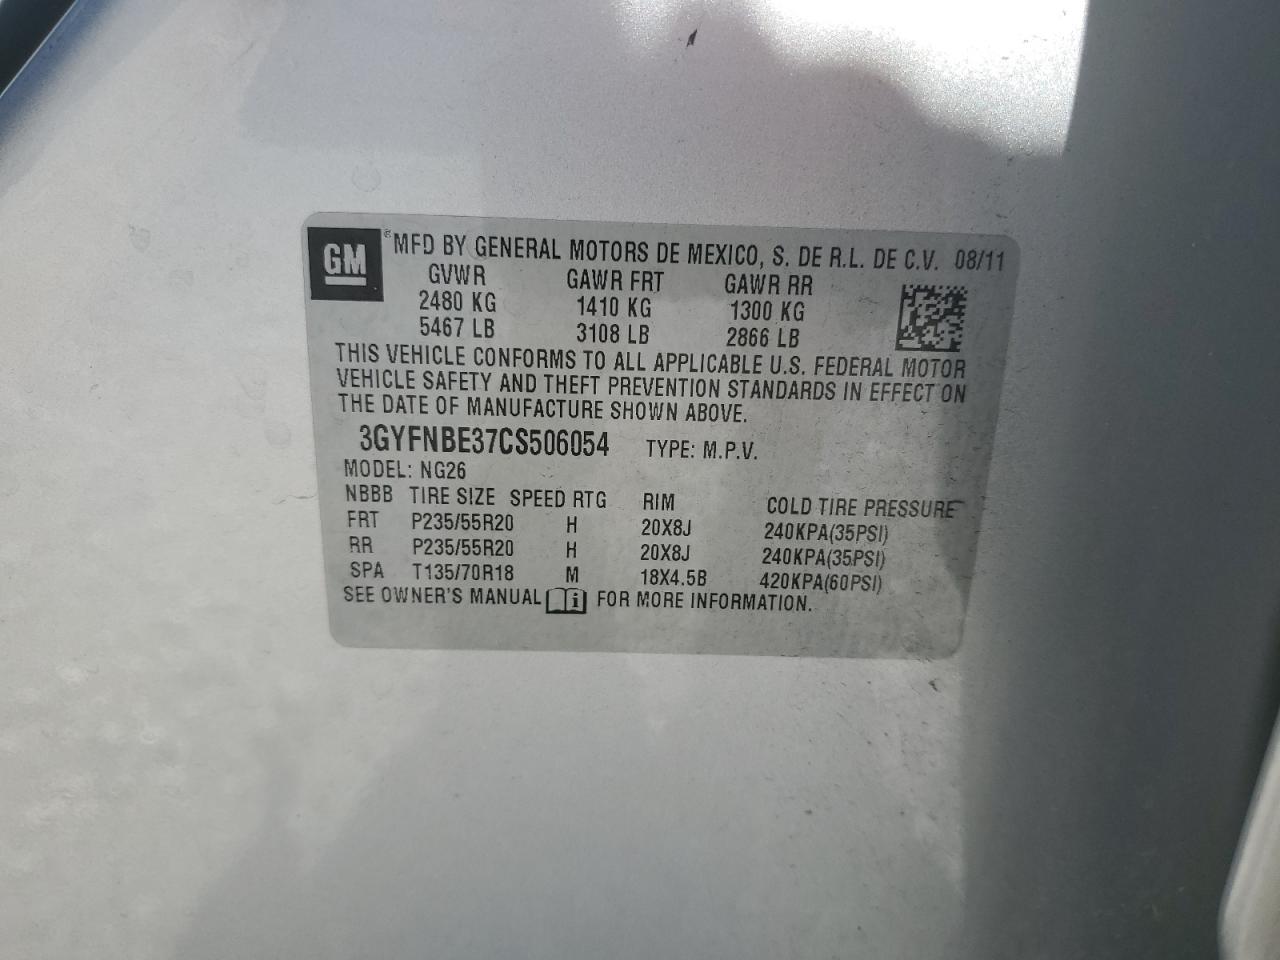 GM ® MFD BY GENERAL MOTORS DE MEXICO, S. DE R.L. DE C.V. 08/11
GVWR GAWR FRT GAWR RR
2480 KG 1410 KG 1300 KG
5467 LB 3108 LB 2866 LB
THIS VEHICLE CONFORMS TO ALL APPLICABLE U.S. FEDERAL MOTOR
VEHICLE SAFETY AND THEFT PREVENTION STANDARDS IN EFFECT ON
THE DATE OF MANUFACTURE SHOWN ABOVE.
3GYFNBE37CS506054 TYPE: M.P.V.
MODEL: NG26
NBBB TIRE SIZE SPEED RTG RIM COLD TIRE PRESSURE
FRT P235/55R20 H 20X8J 240KPA(35PSI)
RR P235/55R20 H 20X8J 240KPA(35PSI)
SPA T135/70R18 M 18X4.5B 420KPA(60PSI)
SEE OWNER'S MANUAL i FOR MORE INFORMATION.